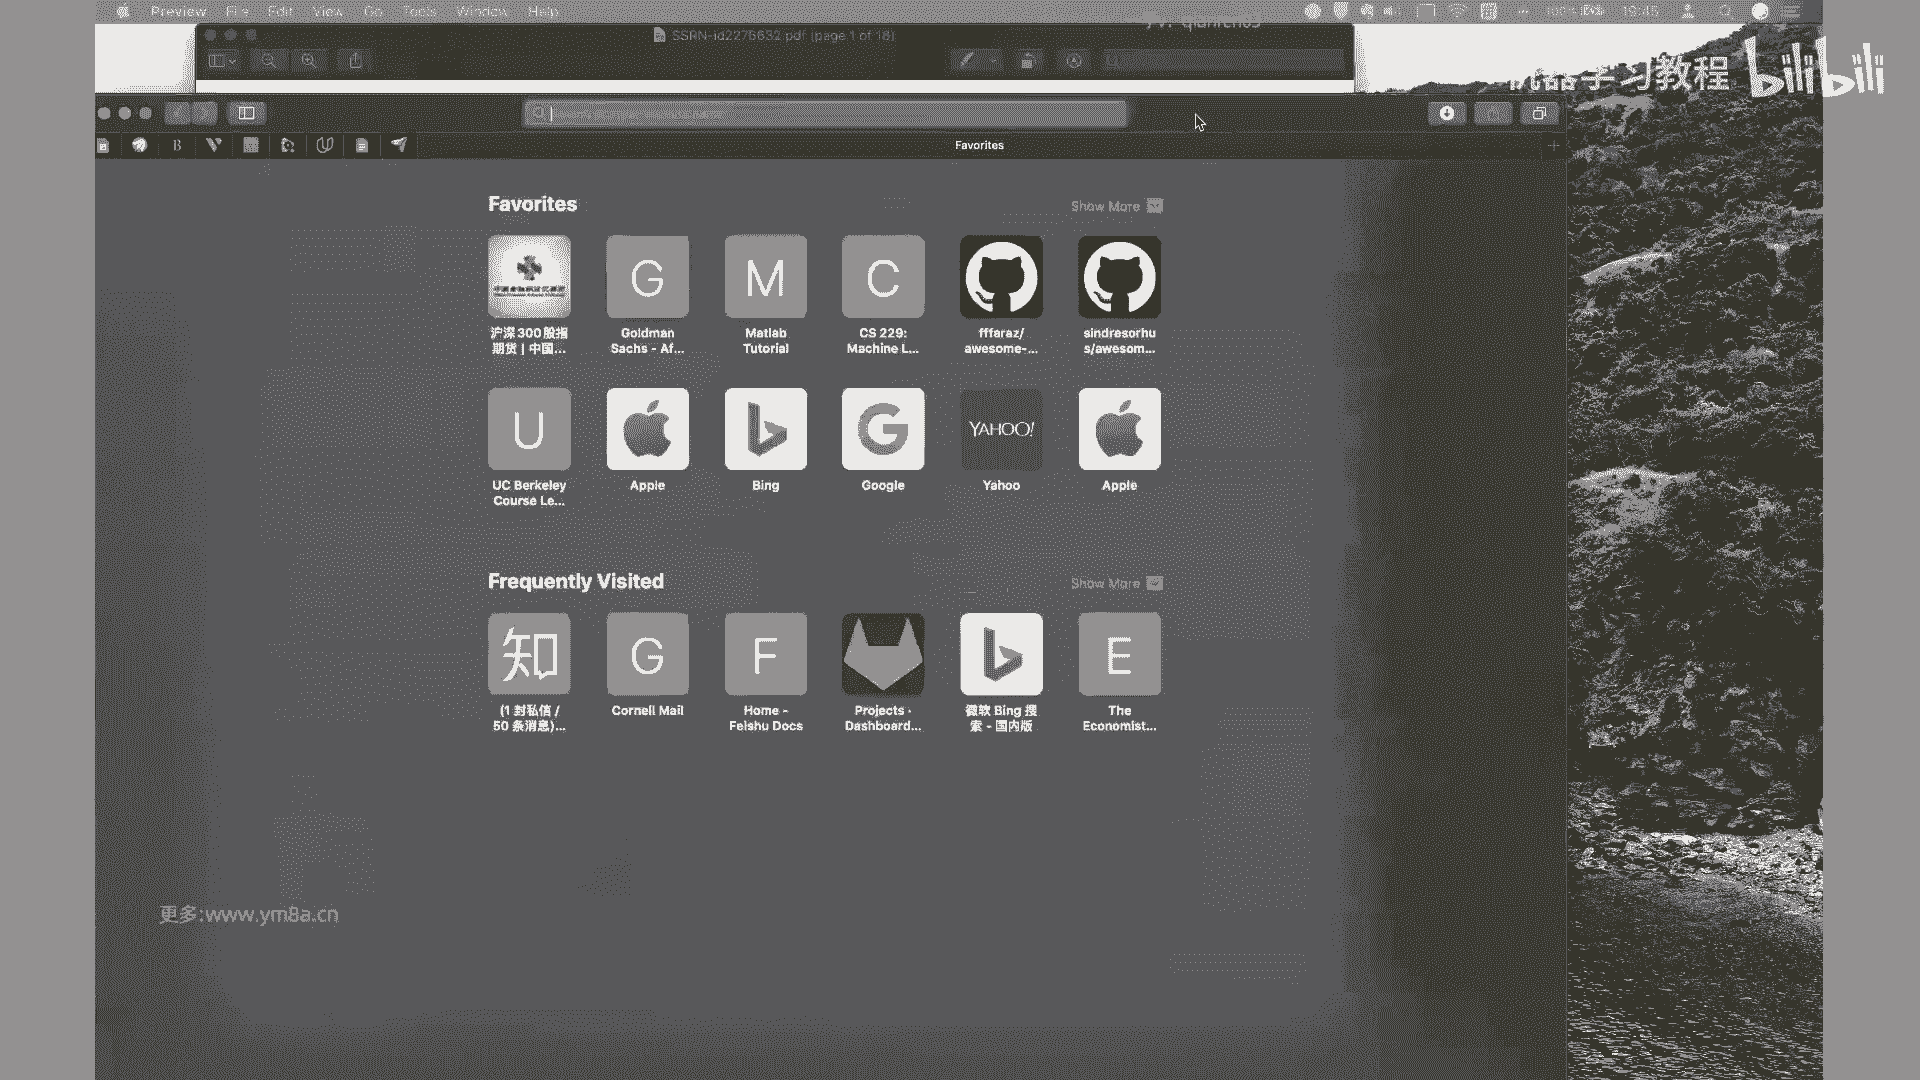 Preview File Edit View Go Tools Window Help
100% 19:45
SSRN-id2276632.pdf (page 1 of 18)
学习教程 bilibili
Favorites
Favorites
Show More
沪深300股指期货 | 中国...
Goldman Sachs - Af...
Matlab Tutorial
CS 229: Machine L...
fffaraz/awesome-...
sindresorhus/awesom...
YAHOO!
UC Berkeley Course Le...
Apple
Bing
Google
Yahoo
Apple
Frequently Visited
Show More
(1 封私信 / 50 条消息)...
Cornell Mail
Home - Feishu Docs
Projects · Dashboard...
微软 Bing 搜索 - 国内版
The Economist...
更多:www.ym8a.cn